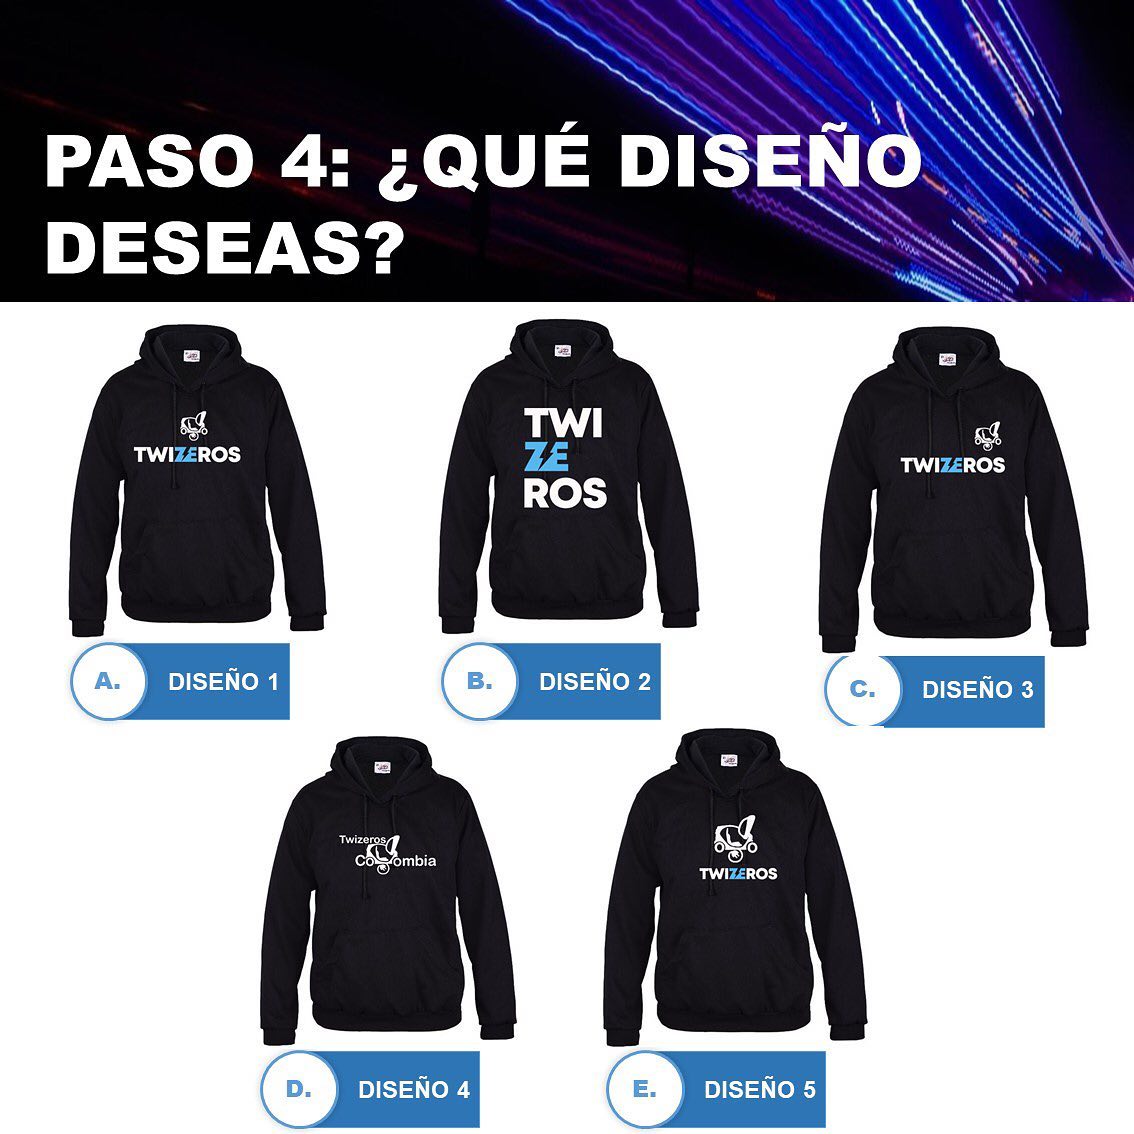 PASO 4: ¿QUÉ DISEÑO
DESEAS?
TWIZEROS
TWI
ZE
ROS
TWIZEROS
A. DISEÑO 1
B. DISEÑO 2
C. DISEÑO 3
Twizeros
Colombia
TWIZEROS
D. DISEÑO 4
E. DISEÑO 5